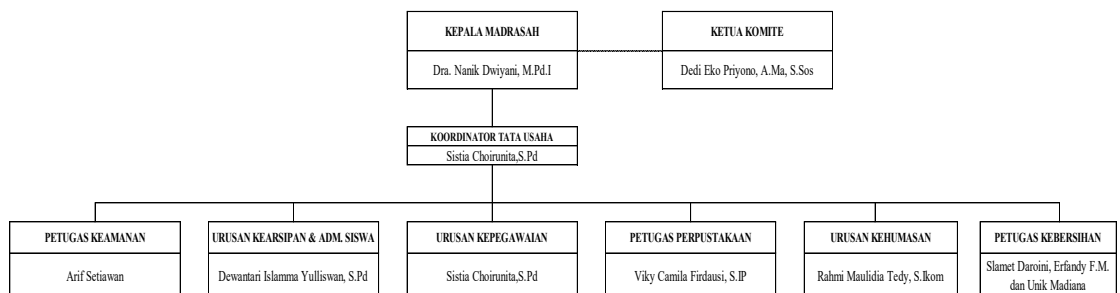 KEPALA MADRASAH
Dra. Nanik Dwiyani, M.Pd.I
KETUA KOMITE
Dedi Eko Priyono, A.Ma, S.Sos
KOORDINATOR TATA USAHA
Sistia Choirunita,S.Pd
PETUGAS KEAMANAN
Arif Setiawan
URUSAN KEARSIPAN & ADM. SISWA
Dewantari Islamma Yulliswan, S.Pd
URUSAN KEPEGAWAIAN
Sistia Choirunita,S.Pd
PETUGAS PERPUSTAKAAN
Viky Camila Firdausi, S.IP
URUSAN KEHUMASAN
Rahmi Maulidia Tedy, S.Ikom
PETUGAS KEBERSIHAN
Slamet Daroini, Erfandy F.M.
dan Unik Madiana